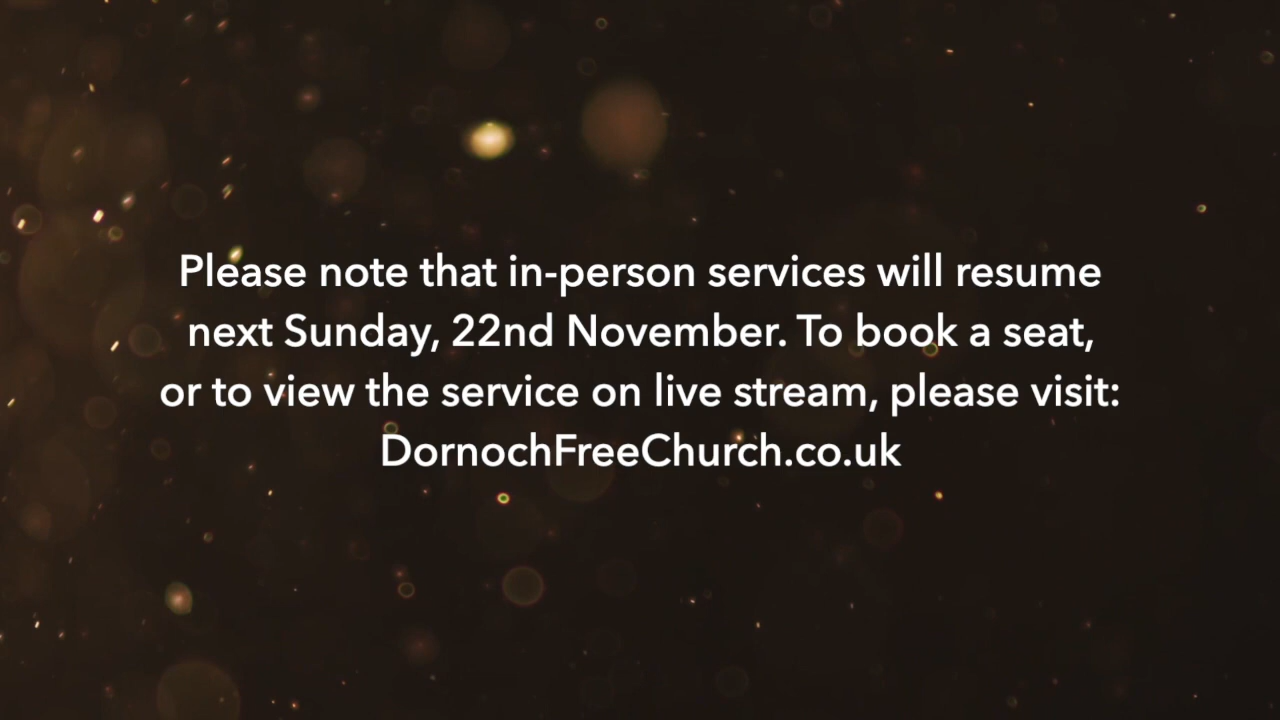 Please note that in-person services will resume
next Sunday, 22nd November. To book a seat,
or to view the service on live stream, please visit:
DornochFreeChurch.co.uk